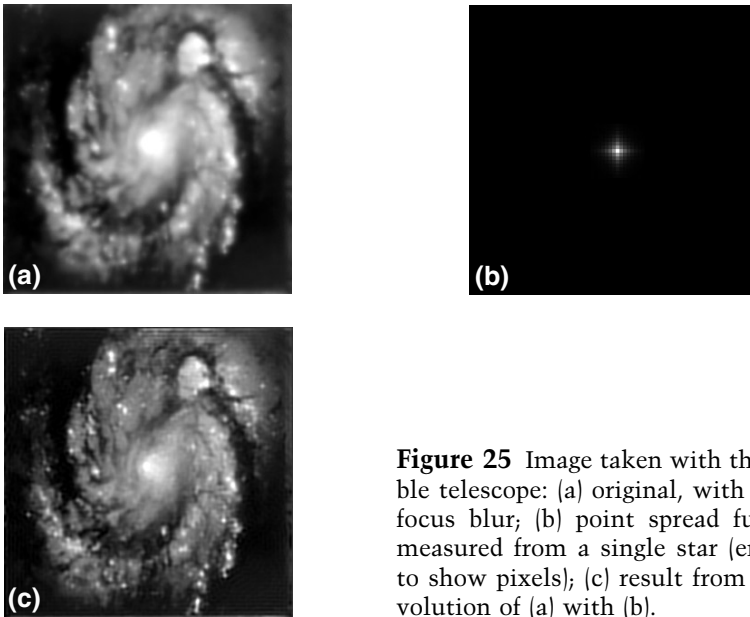 (a)
(b)
(c)
Figure 25 Image taken with th
ble telescope: (a) original, with
focus blur; (b) point spread fu
measured from a single star (er
to show pixels); (c) result from
volution of (a) with (b).